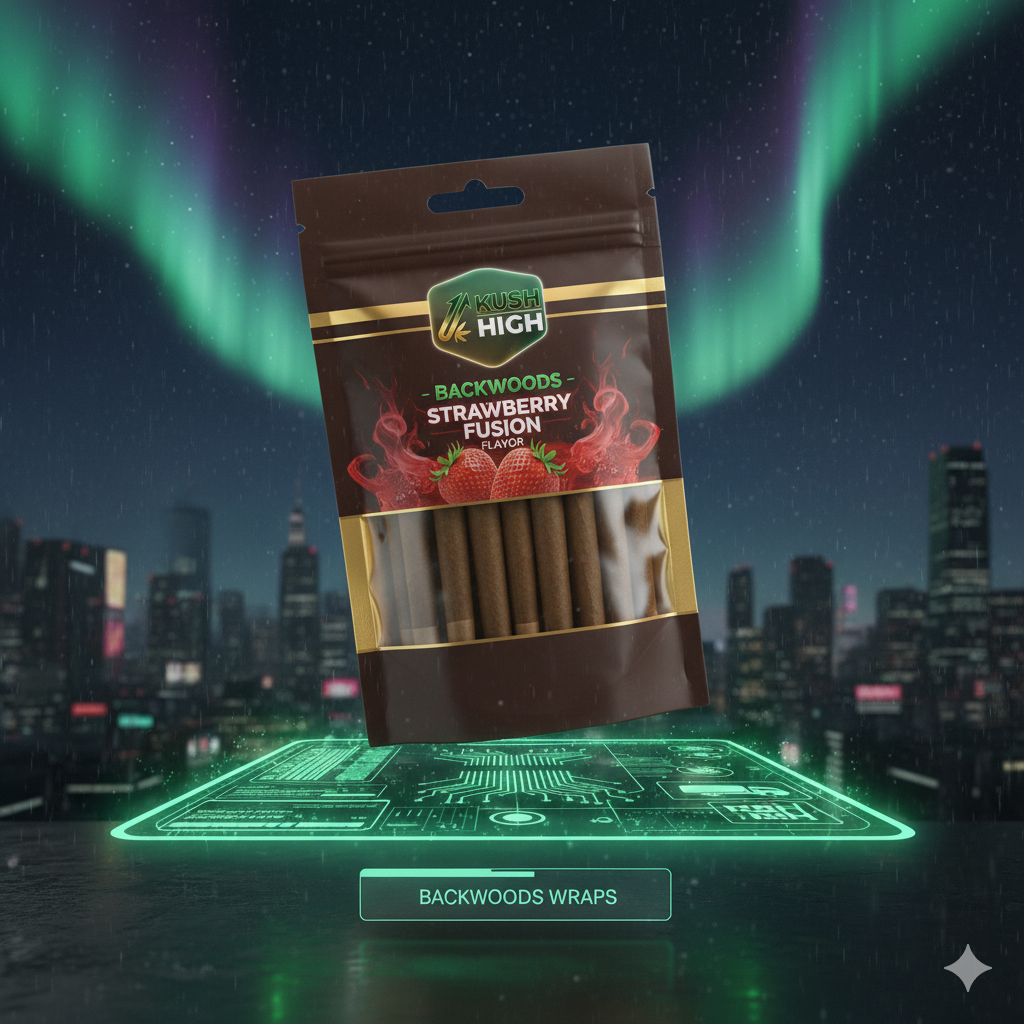 KUSH
HIGH
- BACKWOODS -
STRAWBERRY
FUSION
FLAVOR
BACKWOODS WRAPS